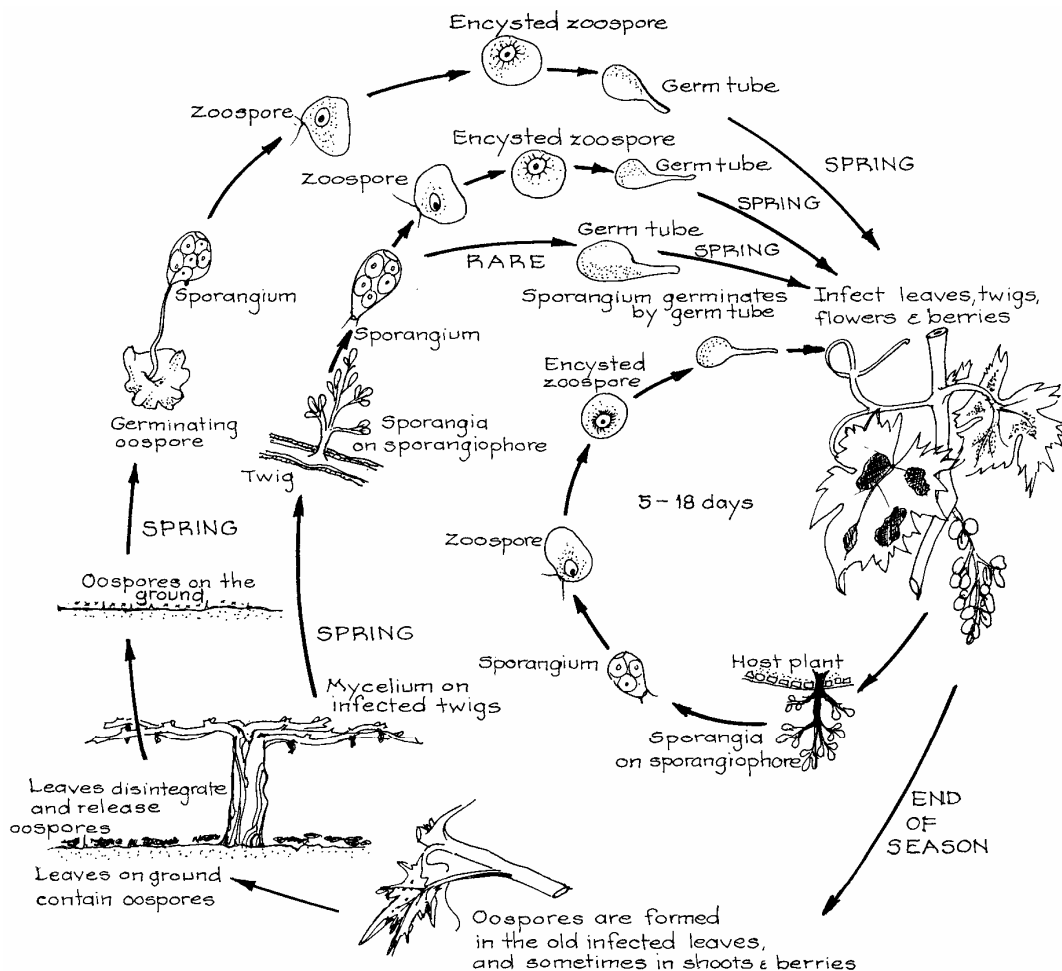 Encysted zoospore
Zoospore
Germ tube
SPRING
Encysted zoospore
Zoospore
Germ tube
SPRING
Germ tube
RARE
SPRING
Sporangium
Sporangium germinates
by germ tube
Infect leaves, twigs,
flowers & berries
Sporangium
Encysted
zoospore
Germinating
oospore
Sporangia
on sporangiophore
Twig
5-18 days
SPRING
Zoospore
Oospores on the
ground
SPRING
Sporangium
Host plant
Mycelium on
infected twigs
Sporangia
on sporangiophore
Leaves disintegrate
and release
oospores
END
OF
SEASON
Leaves on ground
contain oospores
Oospores are formed
in the old infected leaves,
and sometimes in shoots & berries